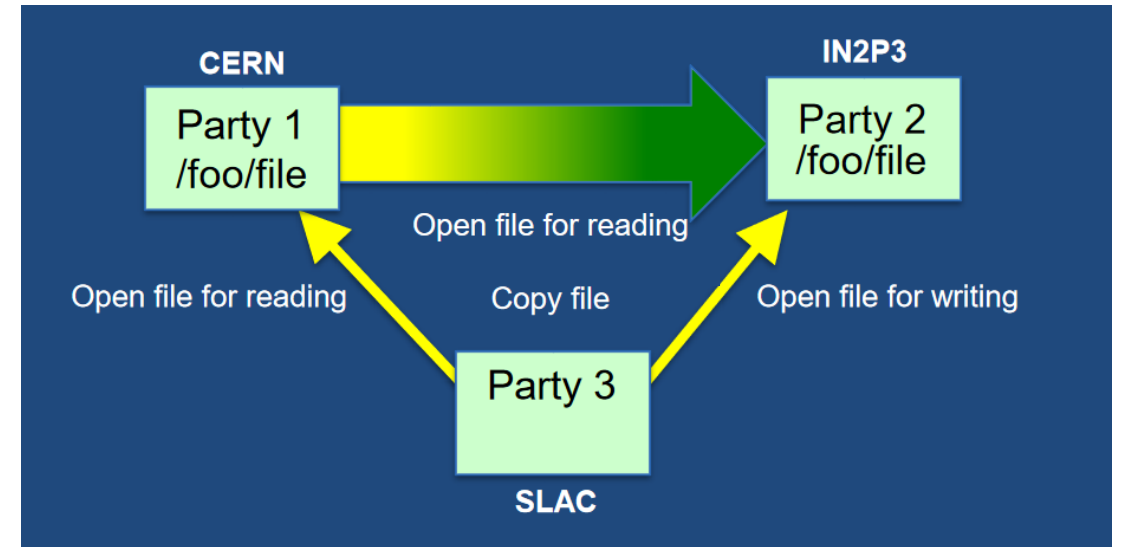 CERN
IN2P3
Party 1
/foo/file
Party 2
/foo/file
Open file for reading
Open file for reading
Copy file
Open file for writing
Party 3
SLAC